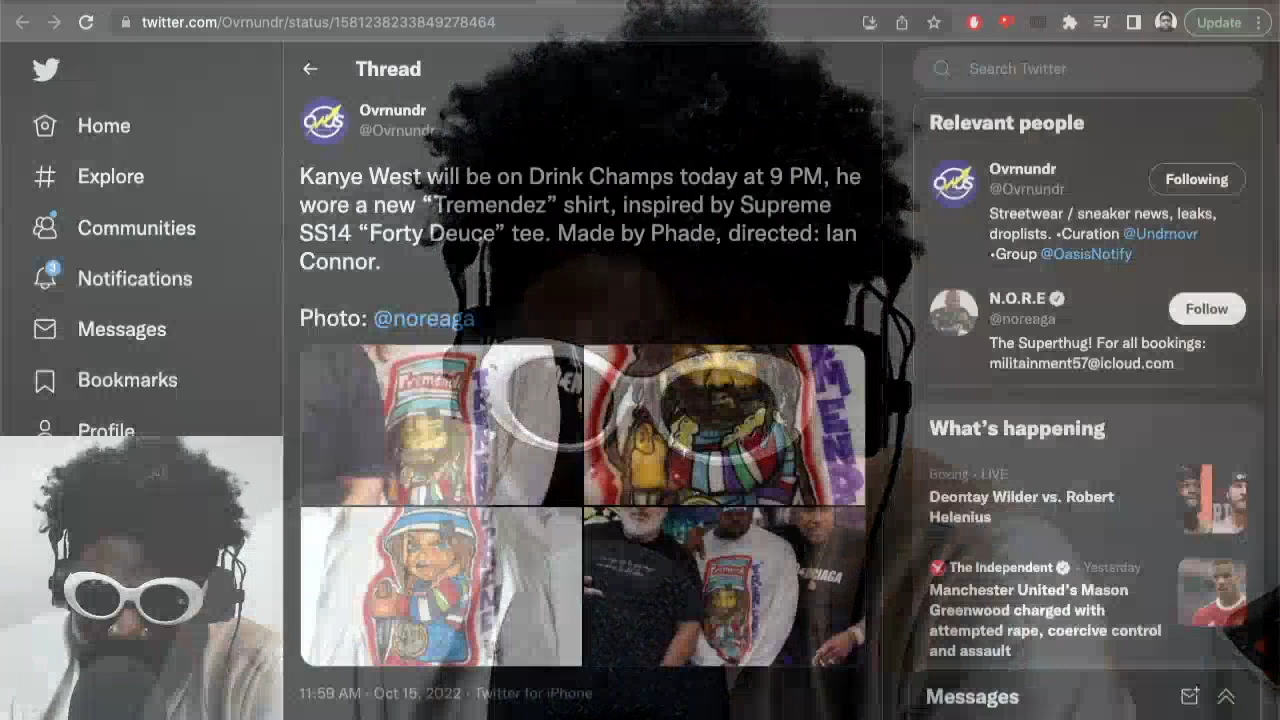 twitter.com/Ovrnundr/status/1581238233849278464
Update
Home
Explore
Communities
3
Notifications
Messages
Bookmarks
Profile
Thread
Ovrnundr
@Ovrnundr
Kanye West will be on Drink Champs today at 9 PM, he
wore a new “Tremendez” shirt, inspired by Supreme
SS14 “Forty Deuce” tee. Made by Phade, directed: Ian
Connor.
Photo: @noreaga
11:59 AM · Oct 15, 2022 · Twitter for iPhone
Search Twitter
Relevant people
Ovrnundr
@Ovrnundr
Following
Streetwear / sneaker news, leaks,
droplists. •Curation @Undrnovr
•Group @OasisNotify
N.O.R.E
@noreaga
Follow
The Superthug! For all bookings:
militainment57@icloud.com
What’s happening
Boxing · LIVE
Deontay Wilder vs. Robert
Helenius
The Independent · Yesterday
Manchester United’s Mason
Greenwood charged with
attempted rape, coercive control
and assault
Messages